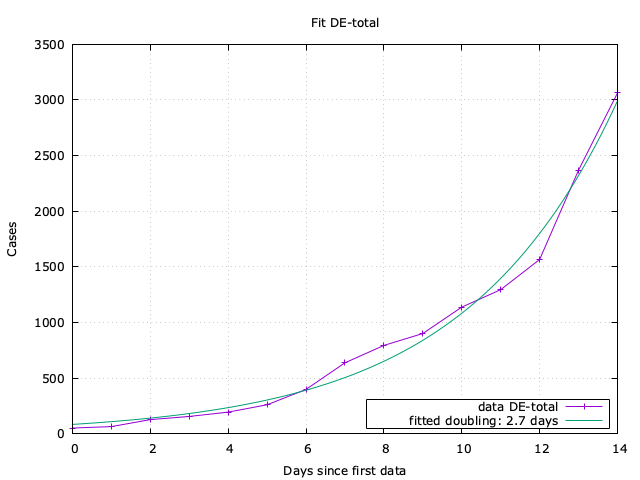 Fit DE-total
3500
3000
2500
2000
1500
1000
500
0
Cases
data DE-total
fitted doubling: 2.7 days
0 2 4 6 8 10 12 14
Days since first data